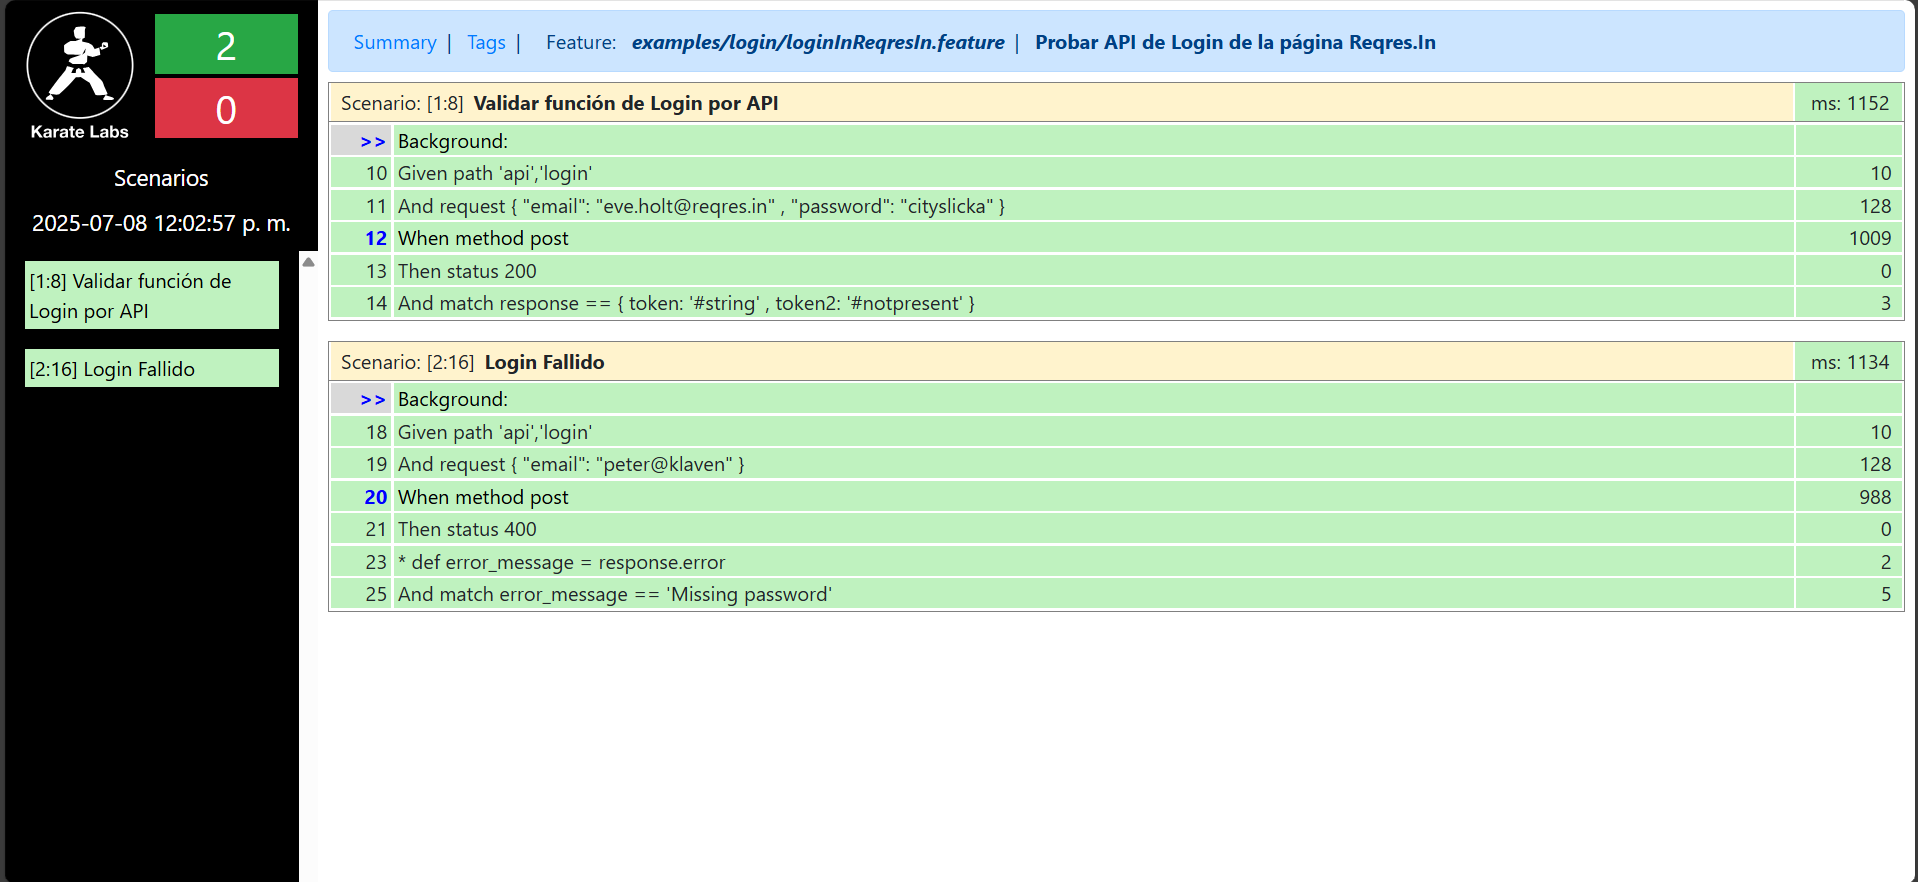 Karate Labs
2
0
Scenarios
2025-07-08 12:02:57 p. m.
[1:8] Validar función de
Login por API
[2:16] Login Fallido
Summary | Tags | Feature: examples/login/loginInReqresIn.feature | Probar API de Login de la página Reqres.In
Scenario: [1:8] Validar función de Login por API ms: 1152
>> Background:
10 Given path 'api','login' 10
11 And request { "email": "eve.holt@reqres.in" , "password": "cityslicka" } 128
12 When method post 1009
13 Then status 200 0
14 And match response == { token: '#string' , token2: '#notpresent' } 3
Scenario: [2:16] Login Fallido ms: 1134
>> Background:
18 Given path 'api','login' 10
19 And request { "email": "peter@klaven" } 128
20 When method post 988
21 Then status 400 0
23 * def error_message = response.error 2
25 And match error_message == 'Missing password' 5